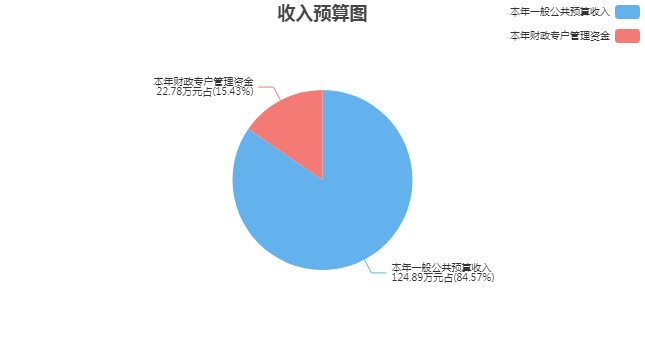 收入预算图
本年一般公共预算收入
本年财政专户管理资金
本年财政专户管理资金
22.78万元占(15.43%)
本年一般公共预算收入
124.89万元占(84.57%)